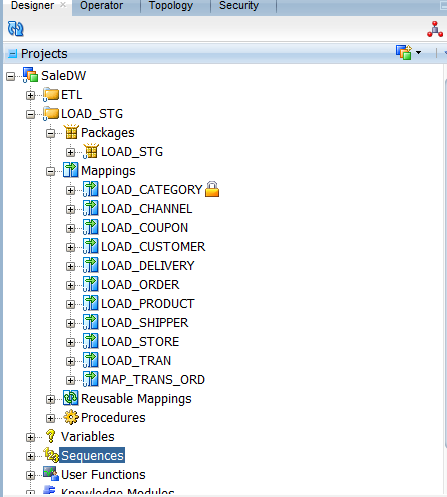 Designer Operator Topology Security
Projects
SaleDW
ETL
LOAD_STG
Packages
LOAD_STG
Mappings
LOAD_CATEGORY
LOAD_CHANNEL
LOAD_COUPON
LOAD_CUSTOMER
LOAD_DELIVERY
LOAD_ORDER
LOAD_PRODUCT
LOAD_SHIPPER
LOAD_STORE
LOAD_TRAN
MAP_TRANS_ORD
Reusable Mappings
Procedures
Variables
Sequences
User Functions
Knowledge Modules